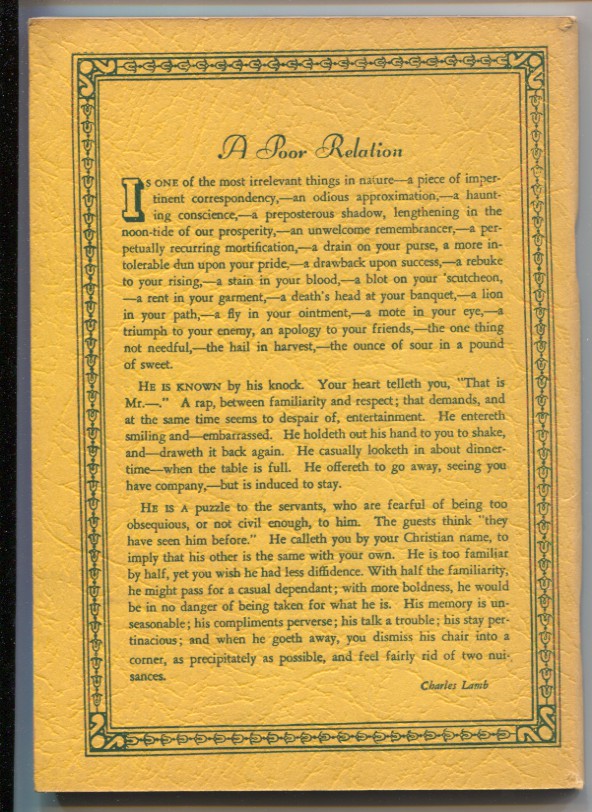 A Poor Relation
IS ONE of the most irrelevant things in nature—a piece of imper-
tinent correspondency,—an odious approximation,—a haunt-
ing conscience,—a preposterous shadow, lengthening in the
noon-tide of our prosperity,—an unwelcome remembrancer,—a per-
petually recurring mortification,—a drain on your purse, a more in-
tolerable dun upon your pride,—a drawback upon success,—a rebuke
to your rising,—a stain in your blood,—a blot on your 'scutcheon,
—a rent in your garment,—a death's head at your banquet,—a lion
in your path,—a fly in your ointment,—a mote in your eye,—a
triumph to your enemy, an apology to your friends,—the one thing
not needful,—the hail in harvest,—the ounce of sour in a pound
of sweet.
HE IS KNOWN by his knock. Your heart telleth you, "That is
Mr.—." A rap, between familiarity and respect; that demands, and
at the same time seems to despair of, entertainment. He entereth
smiling and—embarrassed. He holdeth out his hand to you to shake,
and—draweth it back again. He casually looketh in about dinner-
time—when the table is full. He offereth to go away, seeing you
have company,—but is induced to stay.
HE IS A puzzle to the servants, who are fearful of being too
obsequious, or not civil enough, to him. The guests think "they
have seen him before." He calleth you by your Christian name, to
imply that his other is the same with your own. He is too familiar
by half, yet you wish he had less diffidence. With half the familiarity,
he might pass for a casual dependant; with more boldness, he would
be in no danger of being taken for what he is. His memory is un-
seasonable; his compliments perverse; his talk a trouble; his stay per-
tinacious; and when he goeth away, you dismiss his chair into a
corner, as precipitately as possible, and feel fairly rid of two nui-
sances.
Charles Lamb